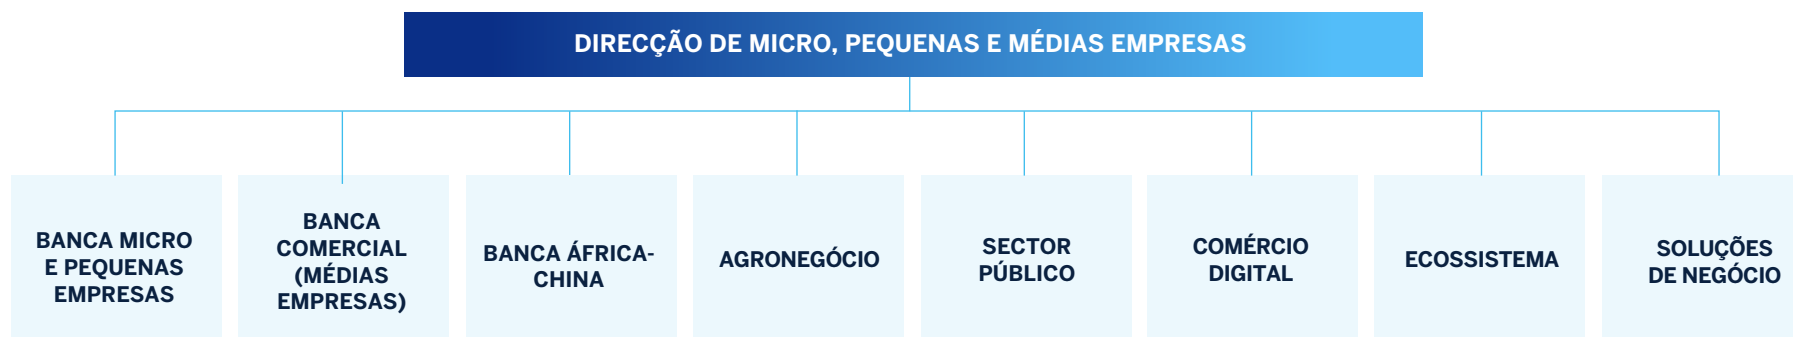 DIRECÇÃO DE MICRO, PEQUENAS E MÉDIAS EMPRESAS
BANCA MICRO
E PEQUENAS
EMPRESAS
BANCA
COMERCIAL
(MÉDIAS
EMPRESAS)
BANCA ÁFRICA-
CHINA
AGRONEGÓCIO
SECTOR
PÚBLICO
COMÉRCIO
DIGITAL
ECOSSISTEMA
SOLUÇÕES
DE NEGÓCIO